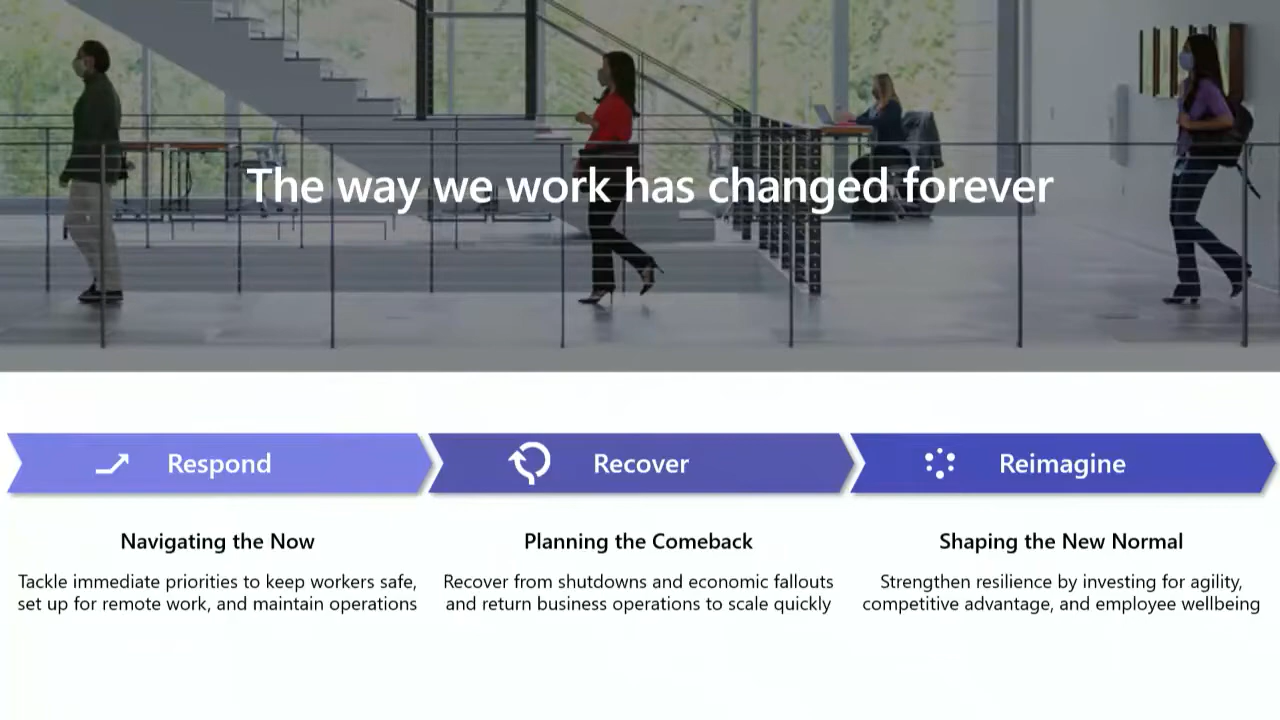 The way we work has changed forever
Respond
Recover
Reimagine
Navigating the Now
Tackle immediate priorities to keep workers safe,
set up for remote work, and maintain operations
Planning the Comeback
Recover from shutdowns and economic fallouts
and return business operations to scale quickly
Shaping the New Normal
Strengthen resilience by investing for agility,
competitive advantage, and employee wellbeing